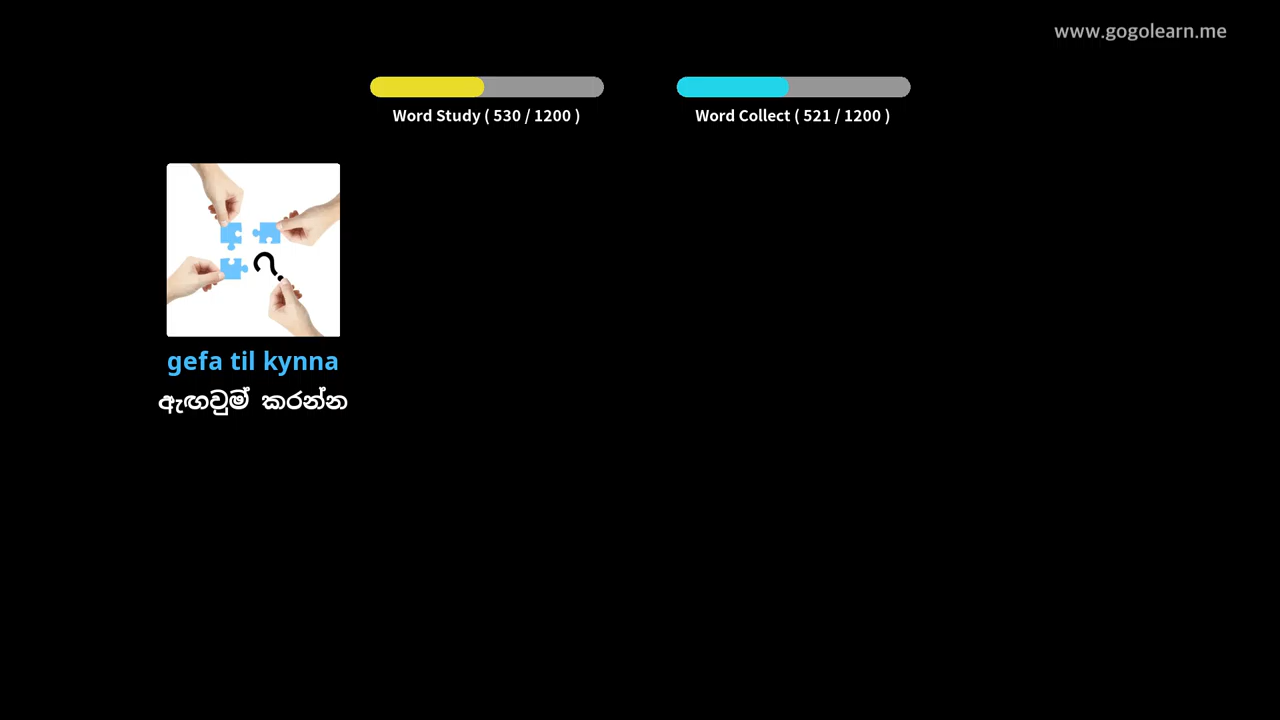 www.gogolearn.me
Word Study ( 530 / 1200 )
Word Collect ( 521 / 1200 )
gefa til kynna
ඇඟවුම් කරන්න